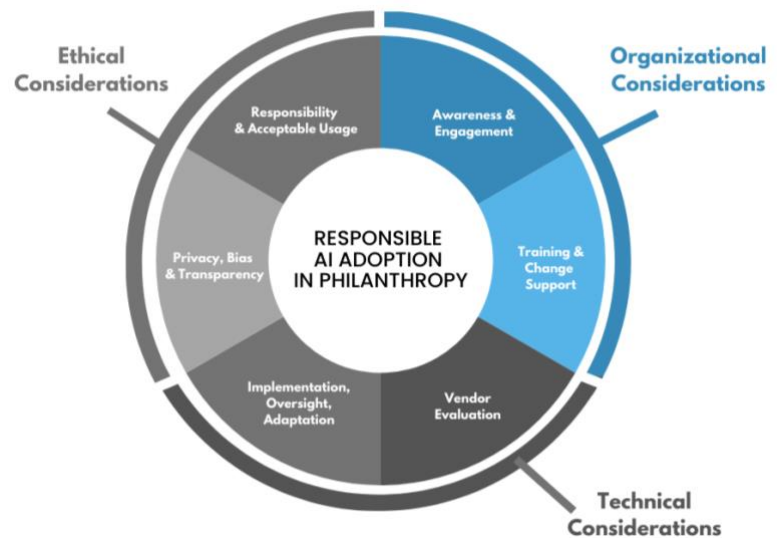 Ethical
Considerations
Organizational
Considerations
Responsibility
& Acceptable Usage
Awareness &
Engagement
Privacy, Bias
& Transparency
RESPONSIBLE
AI ADOPTION
IN PHILANTHROPY
Training &
Change
Support
Implementation,
Oversight,
Adaptation
Vendor
Evaluation
Technical
Considerations